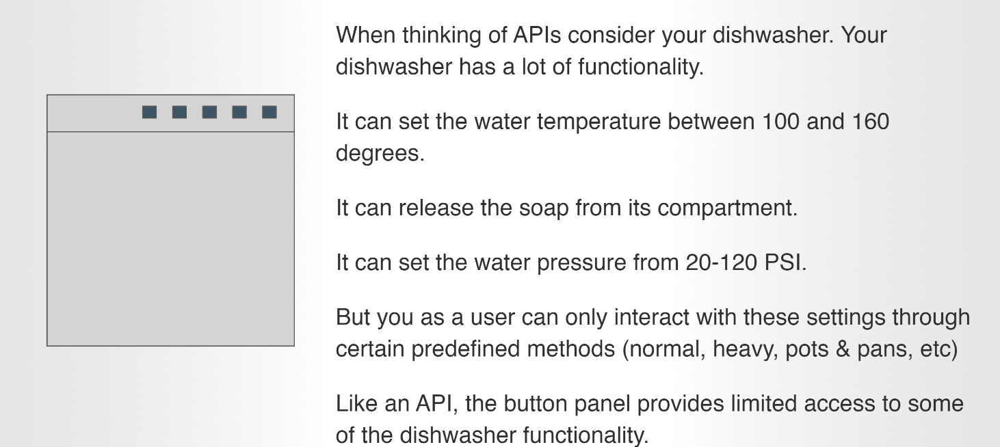 When thinking of APIs consider your dishwasher. Your
dishwasher has a lot of functionality.
It can set the water temperature between 100 and 160
degrees.
It can release the soap from its compartment.
It can set the water pressure from 20-120 PSI.
But you as a user can only interact with these settings through
certain predefined methods (normal, heavy, pots & pans, etc)
Like an API, the button panel provides limited access to some
of the dishwasher functionality.